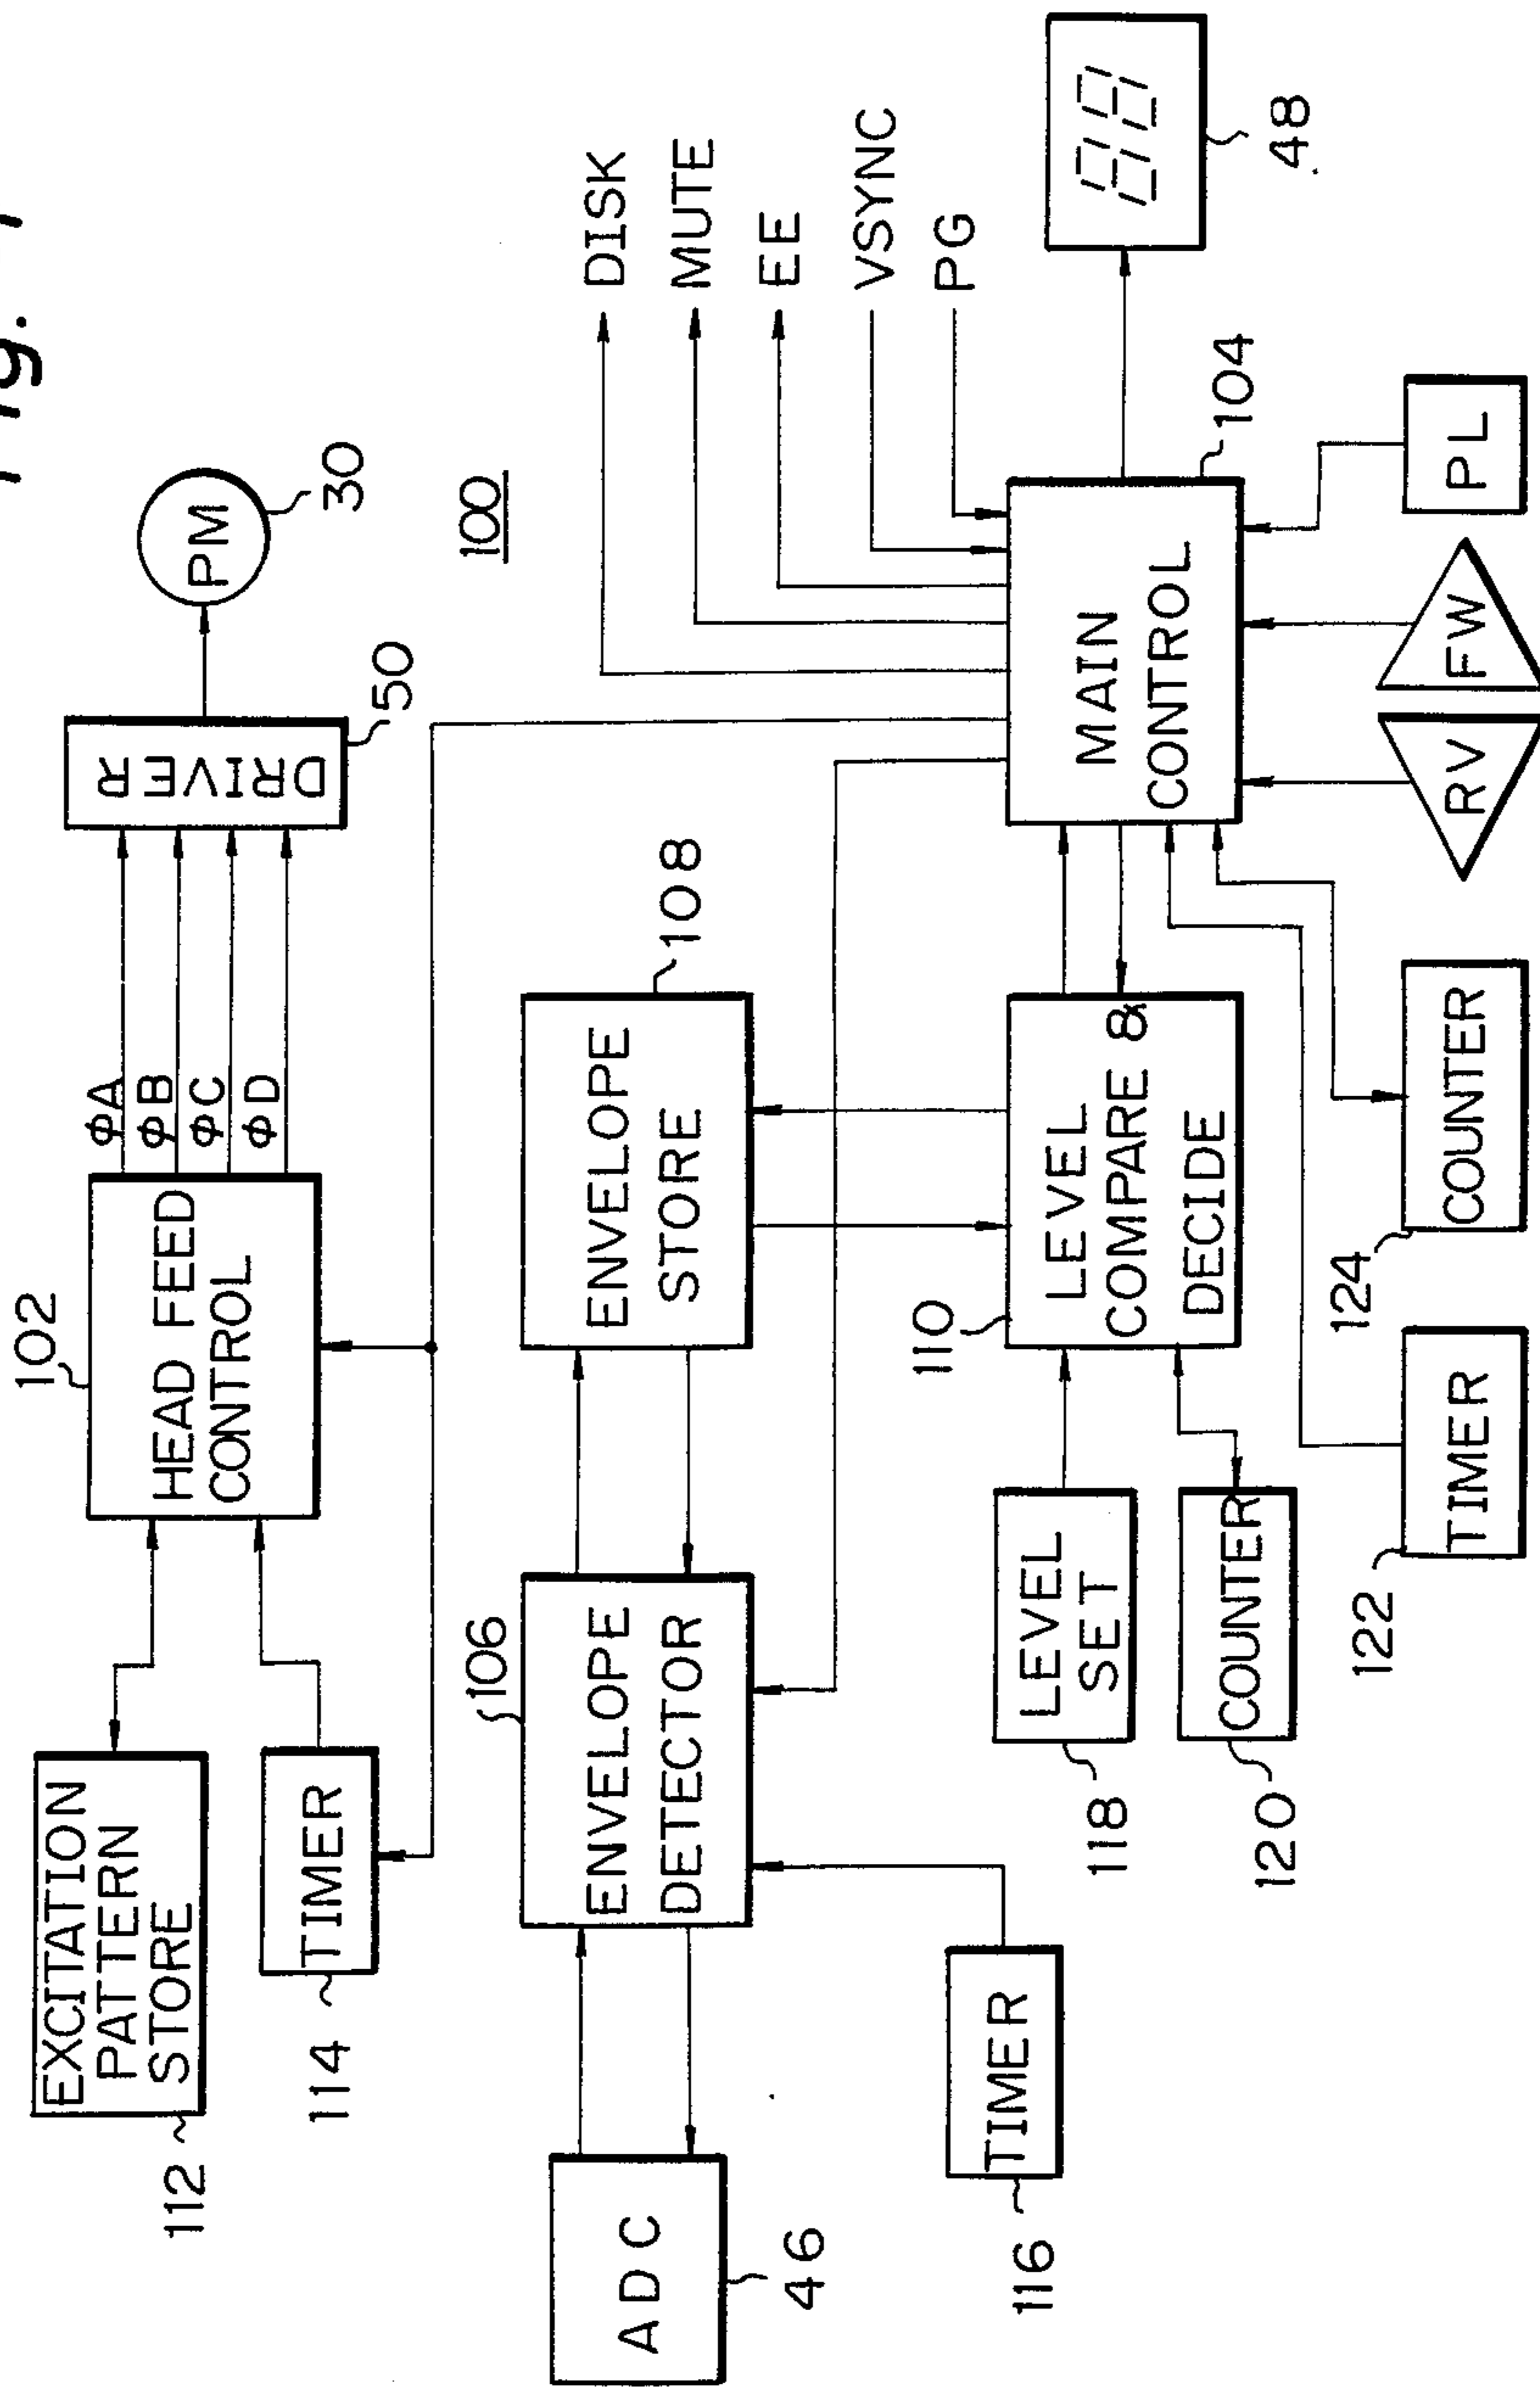 Fig. 1
102
EXCITATION
PATTERN
STORE
112
HEAD FEED
CONTROL
ΦA
ΦB
ΦC
ΦD
DRIVER
50
PM
30
TIMER
114
100
106
ADC
46
ENVELOPE
DETECTOR
ENVELOPE
STORE
108
DISK
MUTE
EE
VSYNC
PG
TIMER
116
110
LEVEL
SET
118
LEVEL
COMPARE &
DECIDE
MAIN
CONTROL
104
88
48
COUNTER
120
TIMER
122
COUNTER
124
RV
FW
PL